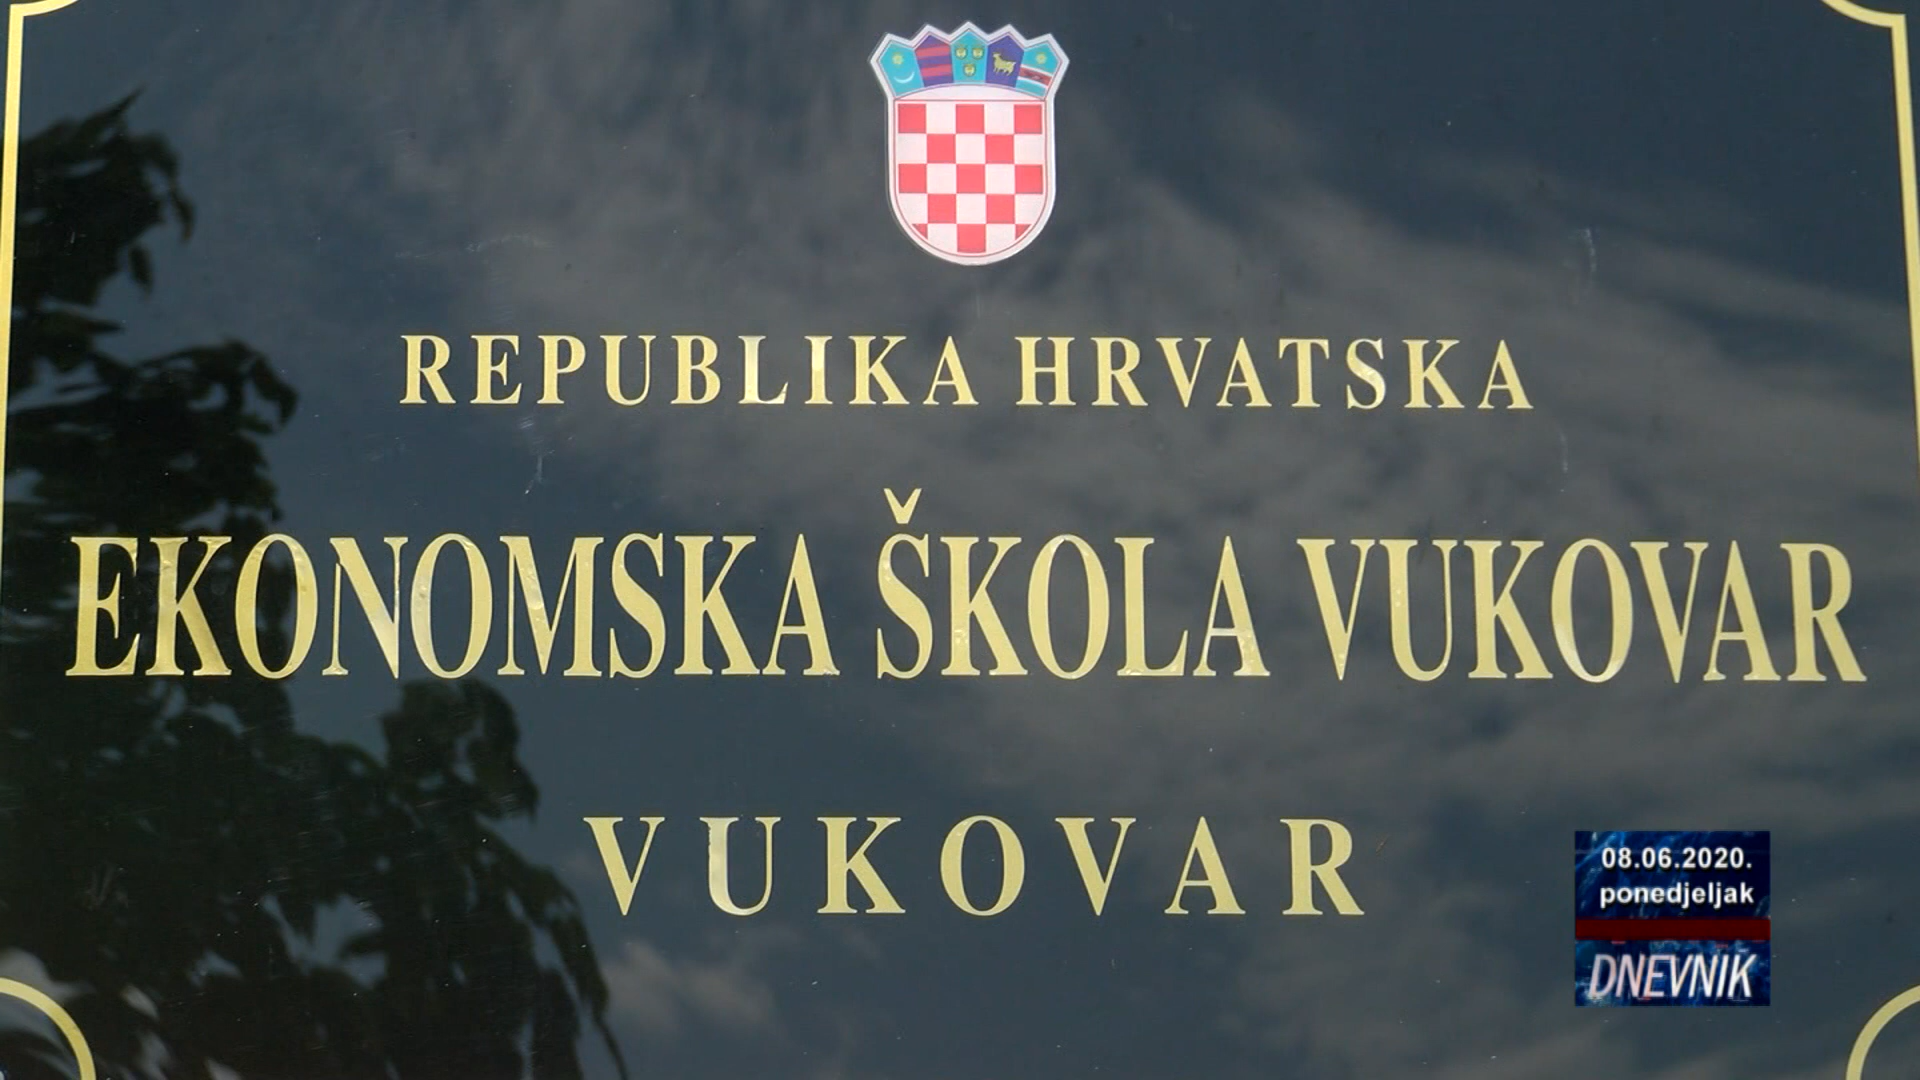 REPUBLIKA HRVATSKA
EKONOMSKA ŠKOLA VUKOVAR
VUKOVAR
08.06.2020.
ponedjeljak
DNEVNIK